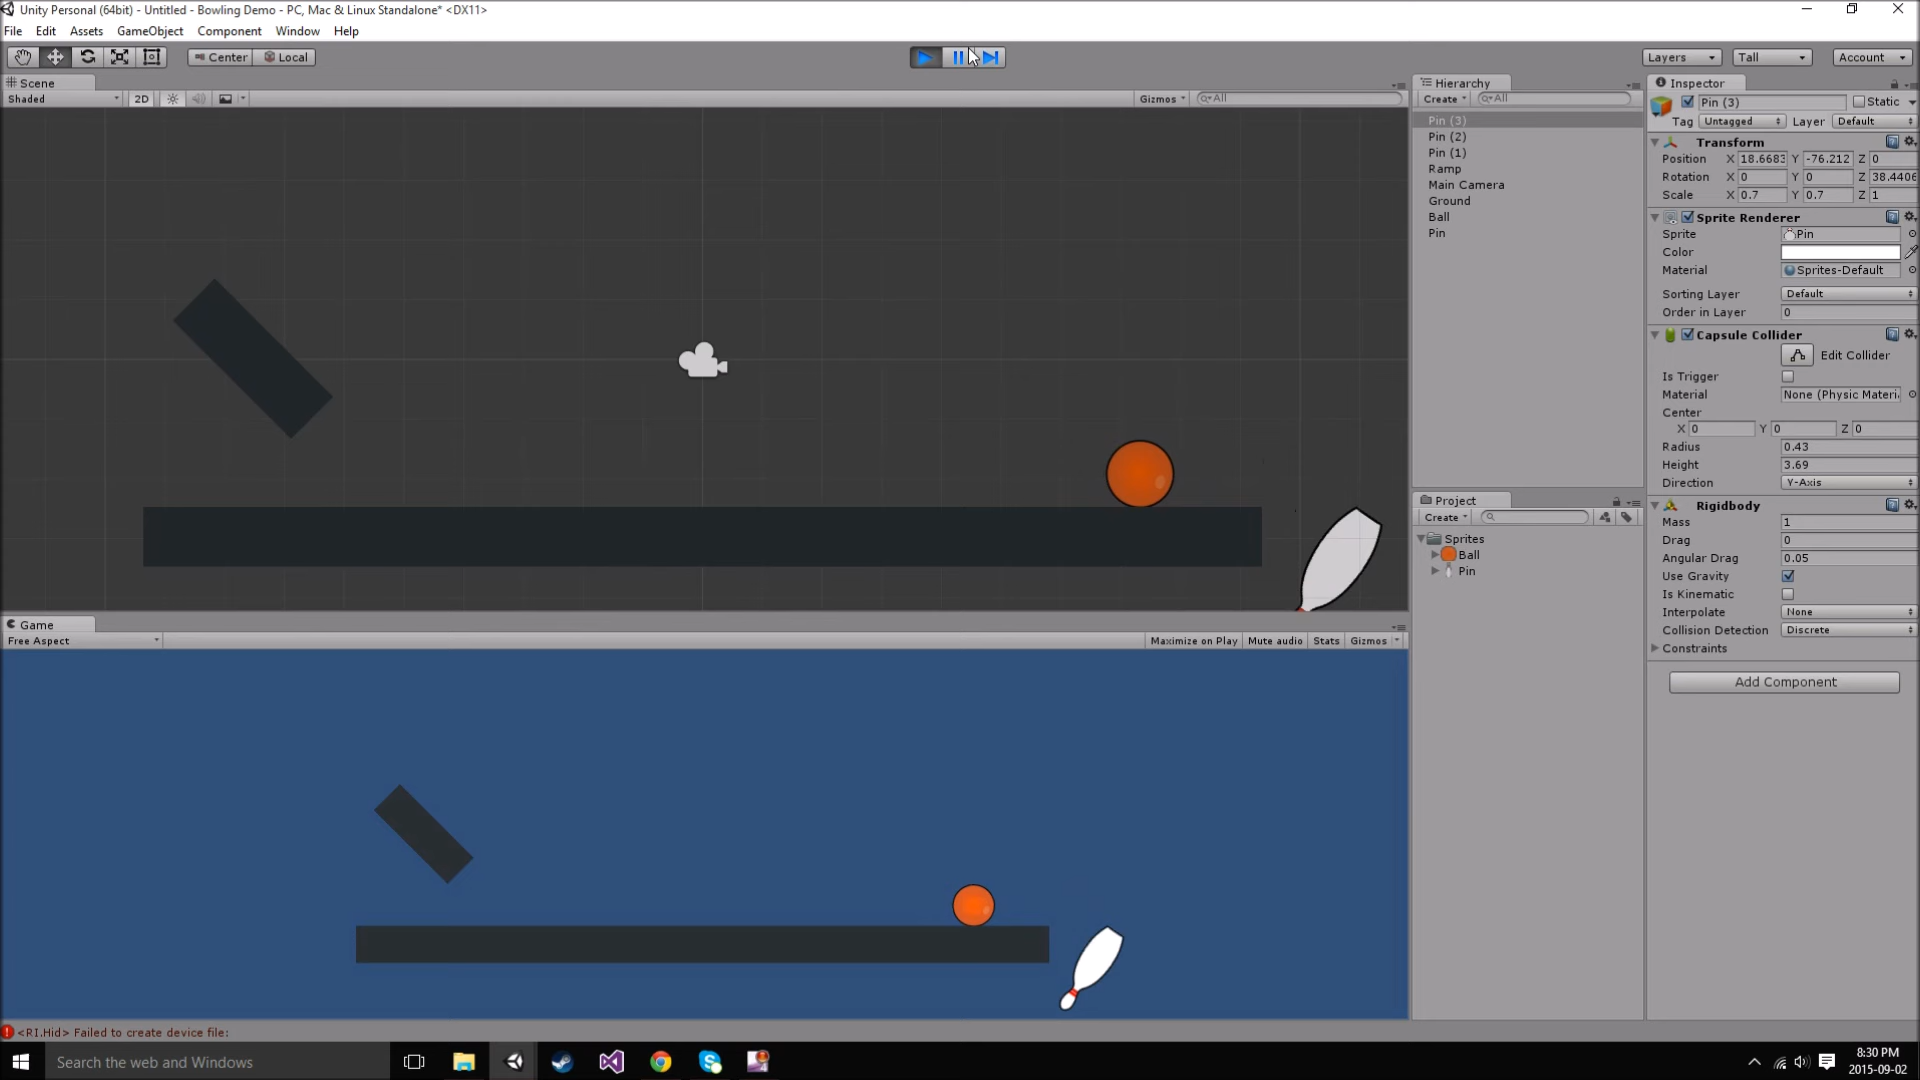 Unity Personal (64bit) - Untitled - Bowling Demo - PC, Mac & Linux Standalone* <DX11>
File Edit Assets GameObject Component Window Help
Center Local Layers Tall Account
Scene
Shaded 2D Gizmos All
Hierarchy
Create All
Pin (3)
Pin (2)
Pin (1)
Ramp
Main Camera
Ground
Ball
Pin
Project
Create
Sprites
Ball
Pin
Inspector
Pin (3) Static
Tag Untagged Layer Default
Transform
Position X 18.6683 Y -76.212 Z 0
Rotation X 0 Y 0 Z 38.4406
Scale X 0.7 Y 0.7 Z 1
Sprite Renderer
Sprite Pin
Color
Material Sprites-Default
Sorting Layer Default
Order in Layer 0
Capsule Collider
Edit Collider
Is Trigger
Material None (Physic Materi
Center
X 0 Y 0 Z 0
Radius 0.43
Height 3.69
Direction Y-Axis
Rigidbody
Mass 1
Drag 0
Angular Drag 0.05
Use Gravity
Is Kinematic
Interpolate None
Collision Detection Discrete
Constraints
Add Component
Game
Free Aspect Maximize on Play Mute audio Stats Gizmos
<RI.Hid> Failed to create device file:
Search the web and Windows
8:30 PM
2015-09-02